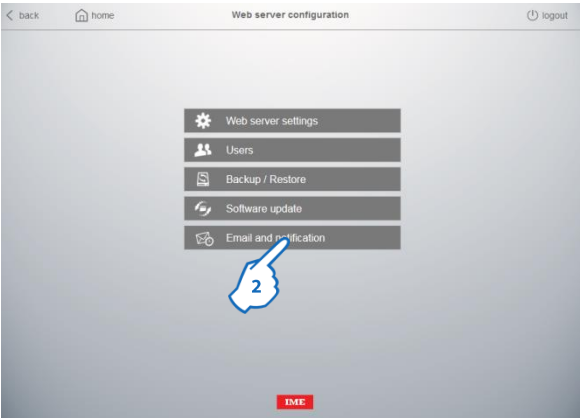 back home Web server configuration logout
Web server settings
Users
Backup / Restore
Software update
Email and notification
2
IME